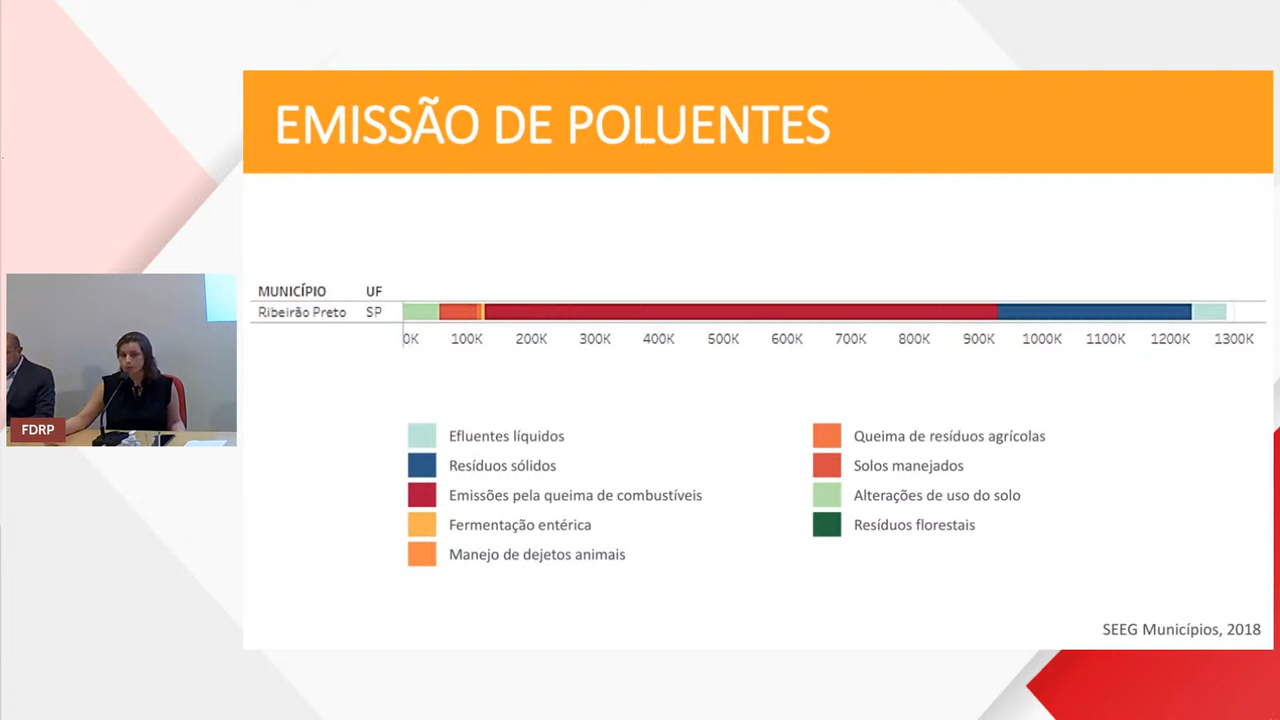 EMISSÃO DE POLUENTES
MUNICÍPIO UF
Ribeirão Preto SP
0K 100K 200K 300K 400K 500K 600K 700K 800K 900K 1000K 1100K 1200K 1300K
FDRP
Efluentes líquidos
Resíduos sólidos
Emissões pela queima de combustíveis
Fermentação entérica
Manejo de dejetos animais
Queima de resíduos agrícolas
Solos manejados
Alterações de uso do solo
Resíduos florestais
SEEG Municípios, 2018